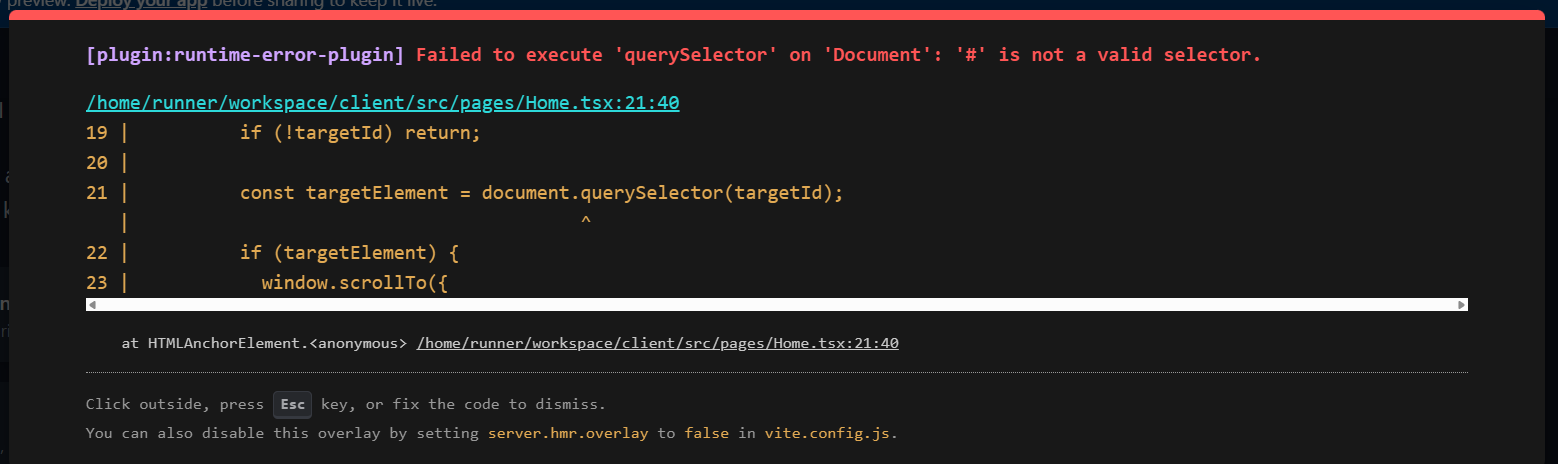 preview. Deploy your app before sharing to keep it live.
[plugin:runtime-error-plugin] Failed to execute 'querySelector' on 'Document': '#' is not a valid selector.
/home/runner/workspace/client/src/pages/Home.tsx:21:40
19 | if (!targetId) return;
20 |
21 | const targetElement = document.querySelector(targetId);
| ^
22 | if (targetElement) {
23 | window.scrollTo({
at HTMLAnchorElement.<anonymous> /home/runner/workspace/client/src/pages/Home.tsx:21:40
Click outside, press Esc key, or fix the code to dismiss.
You can also disable this overlay by setting server.hmr.overlay to false in vite.config.js.